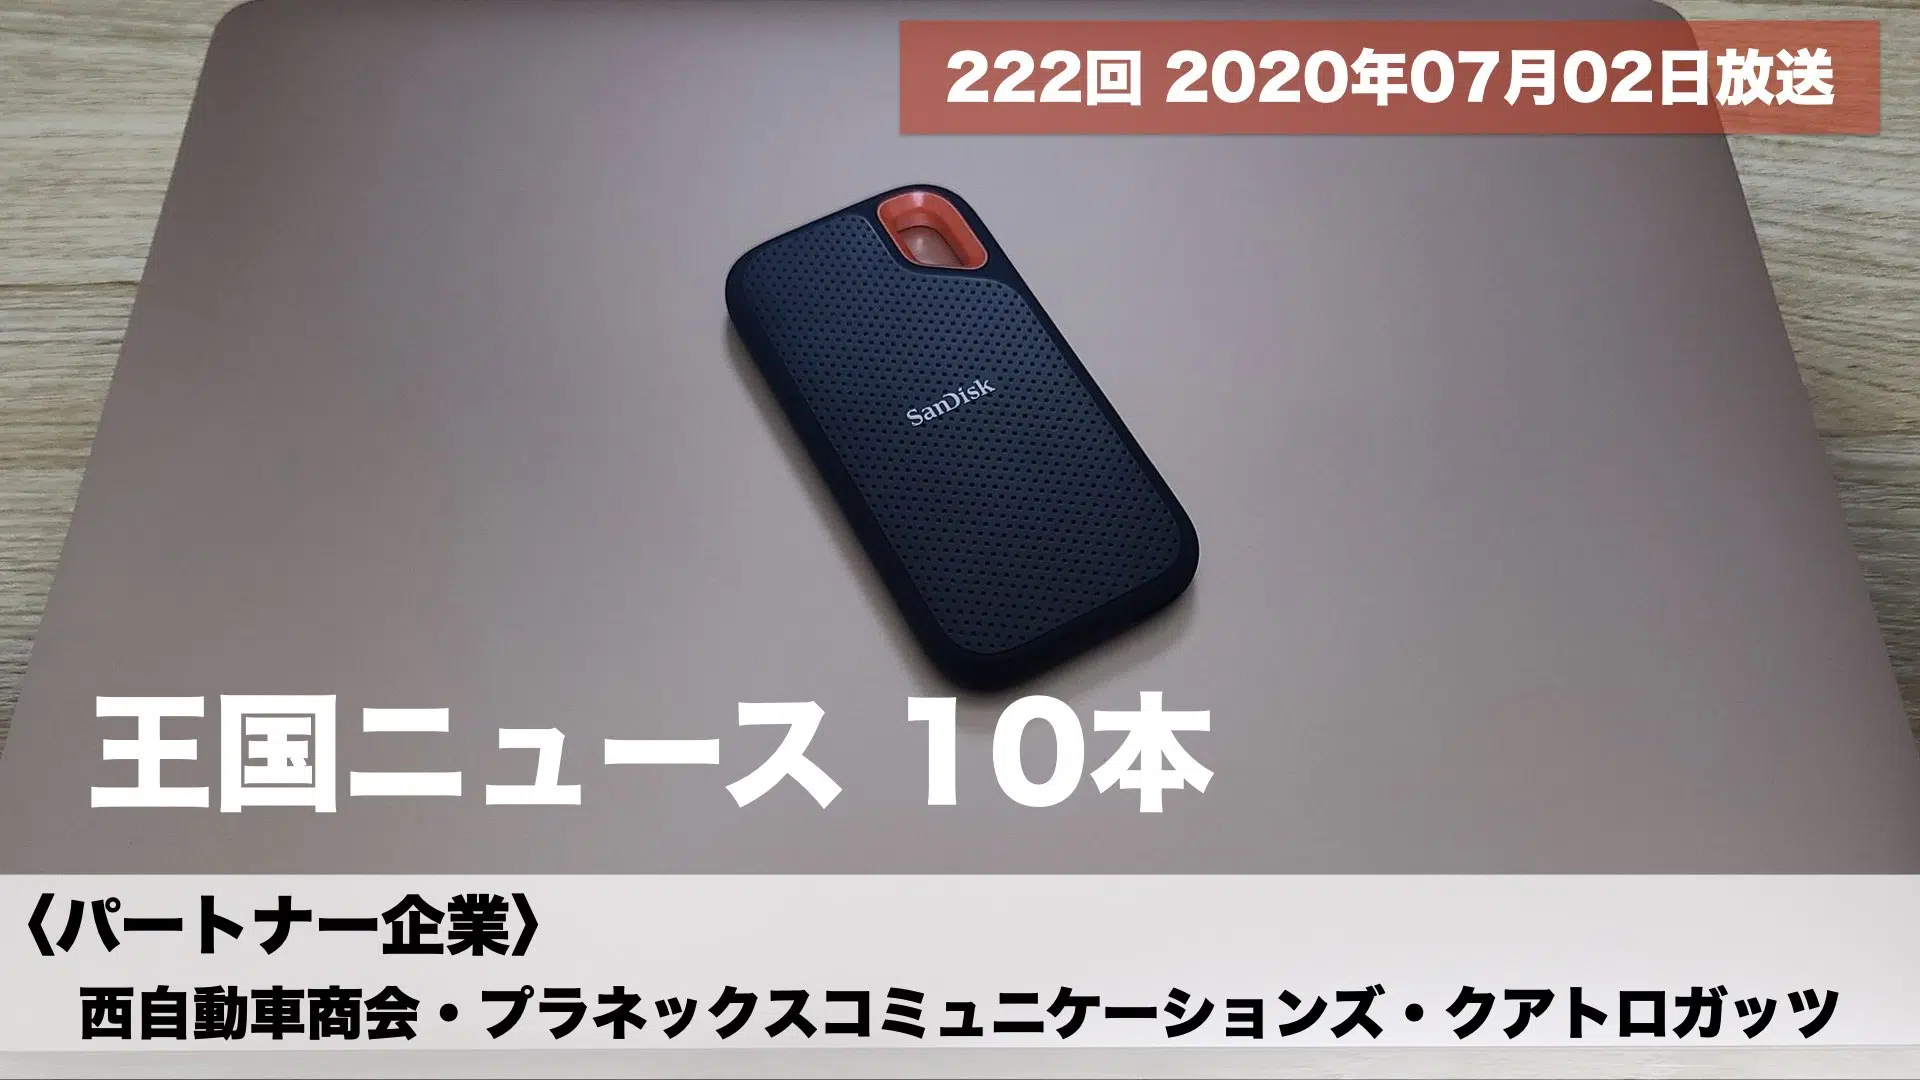 222回 2020年07月02日放送
SanDisk
王国ニュース 10本
〈パートナー企業〉
西自動車商会・プラネックスコミュニケーションズ・クアトロガッツ